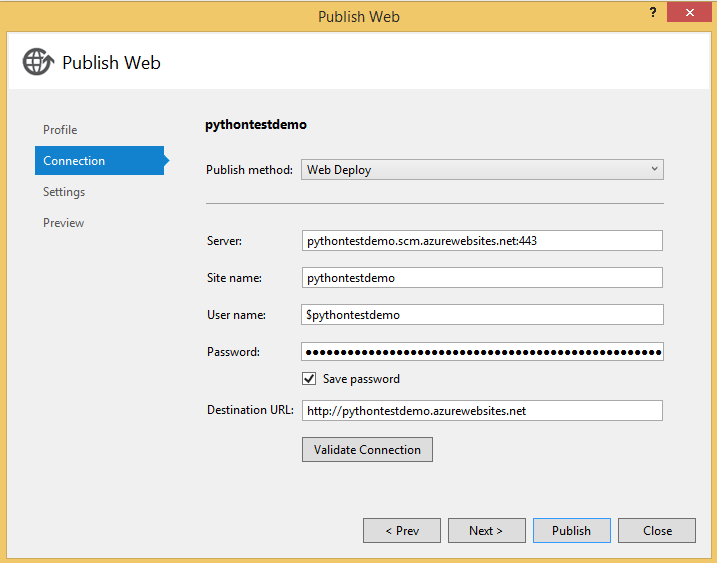 Publish Web
?
Publish Web
Profile
Connection
Settings
Preview
pythontestdemo
Publish method: Web Deploy
Server: pythontestdemo.scm.azurewebsites.net:443
Site name: pythontestdemo
User name: $pythontestdemo
Password:
Save password
Destination URL: http://pythontestdemo.azurewebsites.net
Validate Connection
< Prev Next > Publish Close